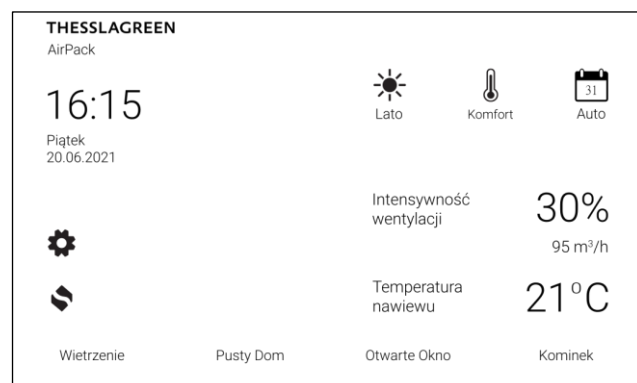 THESSLAGREEN
AirPack
16:15
Piątek
20.06.2021
31
Lato
Komfort
Auto
Intensywność
wentylacji
30%
95 m³/h
Temperatura
nawiewu
21°C
Wietrzenie
Pusty Dom
Otwarte Okno
Kominek